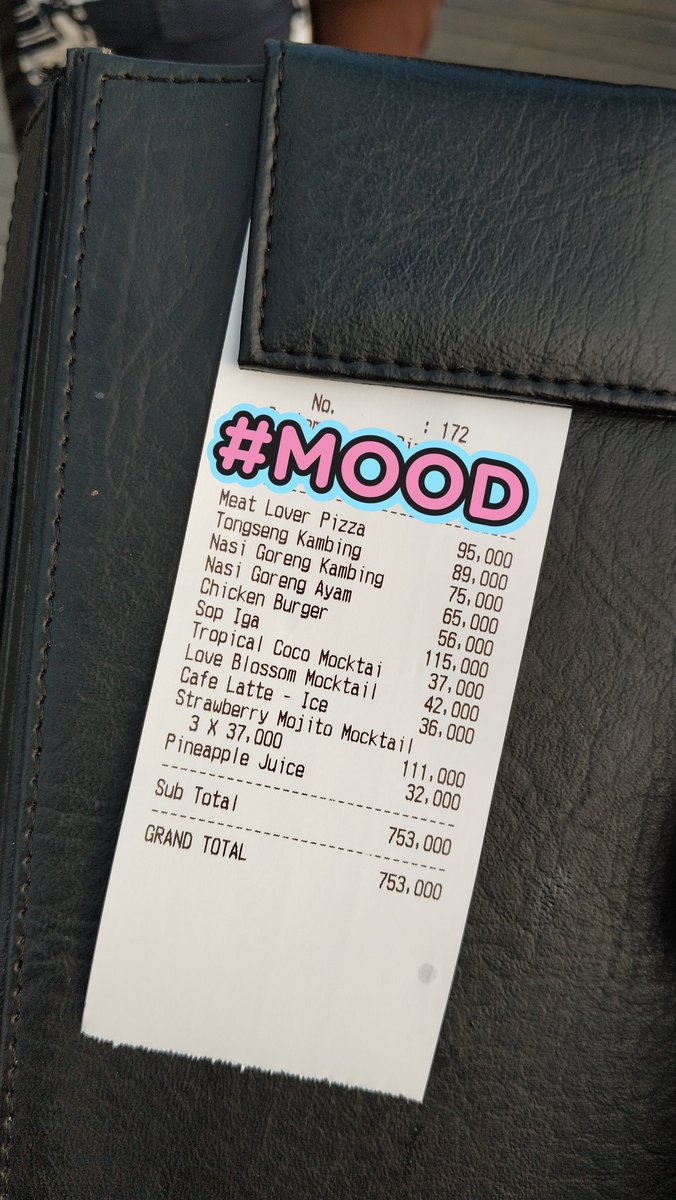 No. : 172
#MOOD
Meat Lover Pizza 95,000
Tongseng Kambing 89,000
Nasi Goreng Kambing 75,000
Nasi Goreng Ayam 65,000
Chicken Burger 56,000
Sop Iga 115,000
Tropical Coco Mocktai 37,000
Love Blossom Mocktail 42,000
Cafe Latte - Ice 36,000
Strawberry Mojito Mocktail
3 X 37,000 111,000
Pineapple Juice 32,000
Sub Total 753,000
GRAND TOTAL 753,000